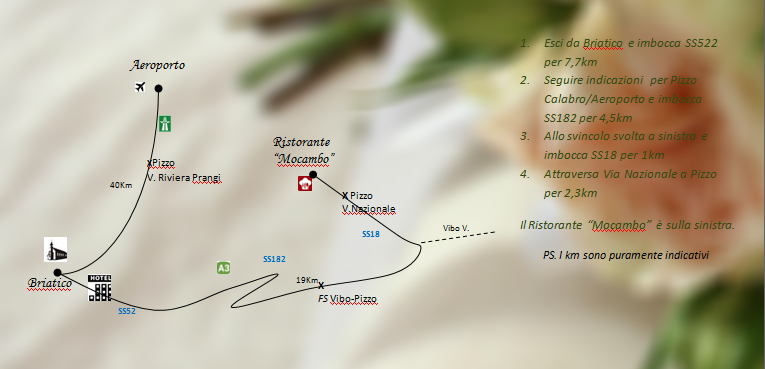 Aeroporto
XPizzo
V. Riviera Prangi
40Km
Briatico
HOTEL
SS52
A3
SS182
19Km
X
FS Vibo-Pizzo
Ristorante
"Mocambo"
X Pizzo
V.Nazionale
SS18
Vibo V.
1. Esci da Briatico e imbocca SS522
per 7,7km
2. Seguire indicazioni per Pizzo
Calabro/Aeroporto e imbocca
SS182 per 4,5km
3. Allo svincolo svolta a sinistra e
imbocca SS18 per 1km
4. Attraversa Via Nazionale a Pizzo
per 2,3km
Il Ristorante "Mocambo" è sulla sinistra.
PS. I km sono puramente indicativi